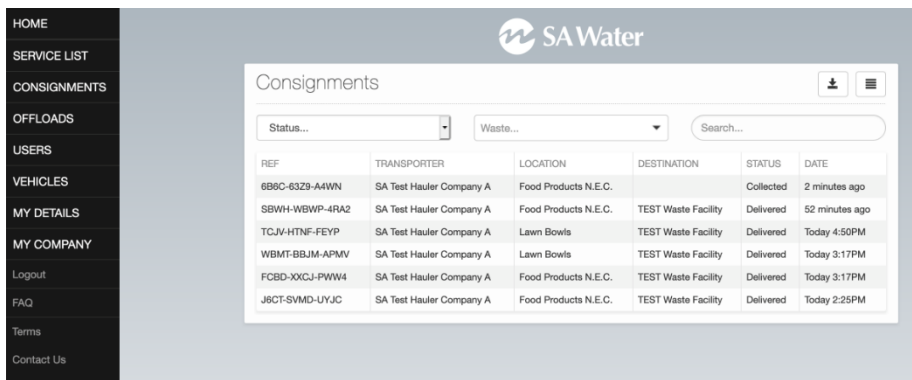 HOME
SERVICE LIST
CONSIGNMENTS
OFFLOADS
USERS
VEHICLES
MY DETAILS
MY COMPANY
Logout
FAQ
Terms
Contact Us
SA Water
Consignments
Status... Waste... Search...
REF TRANSPORTER LOCATION DESTINATION STATUS DATE
6B6C-63Z9-A4WN SA Test Hauler Company A Food Products N.E.C. Collected 2 minutes ago
SBWH-WBWP-4RA2 SA Test Hauler Company A Food Products N.E.C. TEST Waste Facility Delivered 52 minutes ago
TCJV-HTNF-FEYP SA Test Hauler Company A Lawn Bowls TEST Waste Facility Delivered Today 4:50PM
WBMT-BBJM-APMV SA Test Hauler Company A Lawn Bowls TEST Waste Facility Delivered Today 3:17PM
FCBD-XXCJ-PWW4 SA Test Hauler Company A Food Products N.E.C. TEST Waste Facility Delivered Today 3:17PM
J6CT-SVMD-UYJC SA Test Hauler Company A Food Products N.E.C. TEST Waste Facility Delivered Today 2:25PM